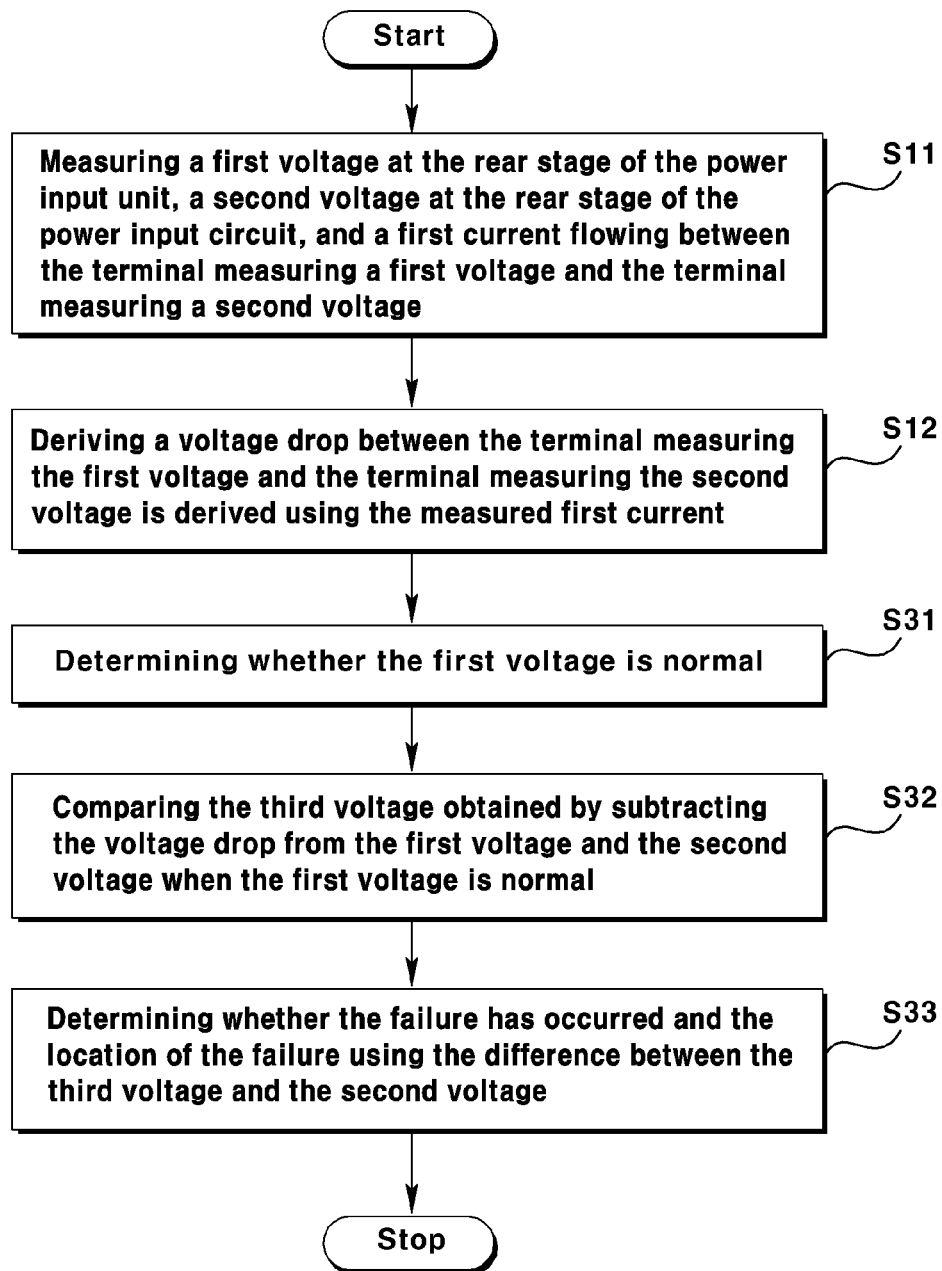 Start
Measuring a first voltage at the rear stage of the power
input unit, a second voltage at the rear stage of the
power input circuit, and a first current flowing between
the terminal measuring a first voltage and the terminal
measuring a second voltage
S11
Deriving a voltage drop between the terminal measuring
the first voltage and the terminal measuring the second
voltage is derived using the measured first current
S12
Determining whether the first voltage is normal
S31
Comparing the third voltage obtained by subtracting
the voltage drop from the first voltage and the second
voltage when the first voltage is normal
S32
Determining whether the failure has occurred and the
location of the failure using the difference between the
third voltage and the second voltage
S33
Stop